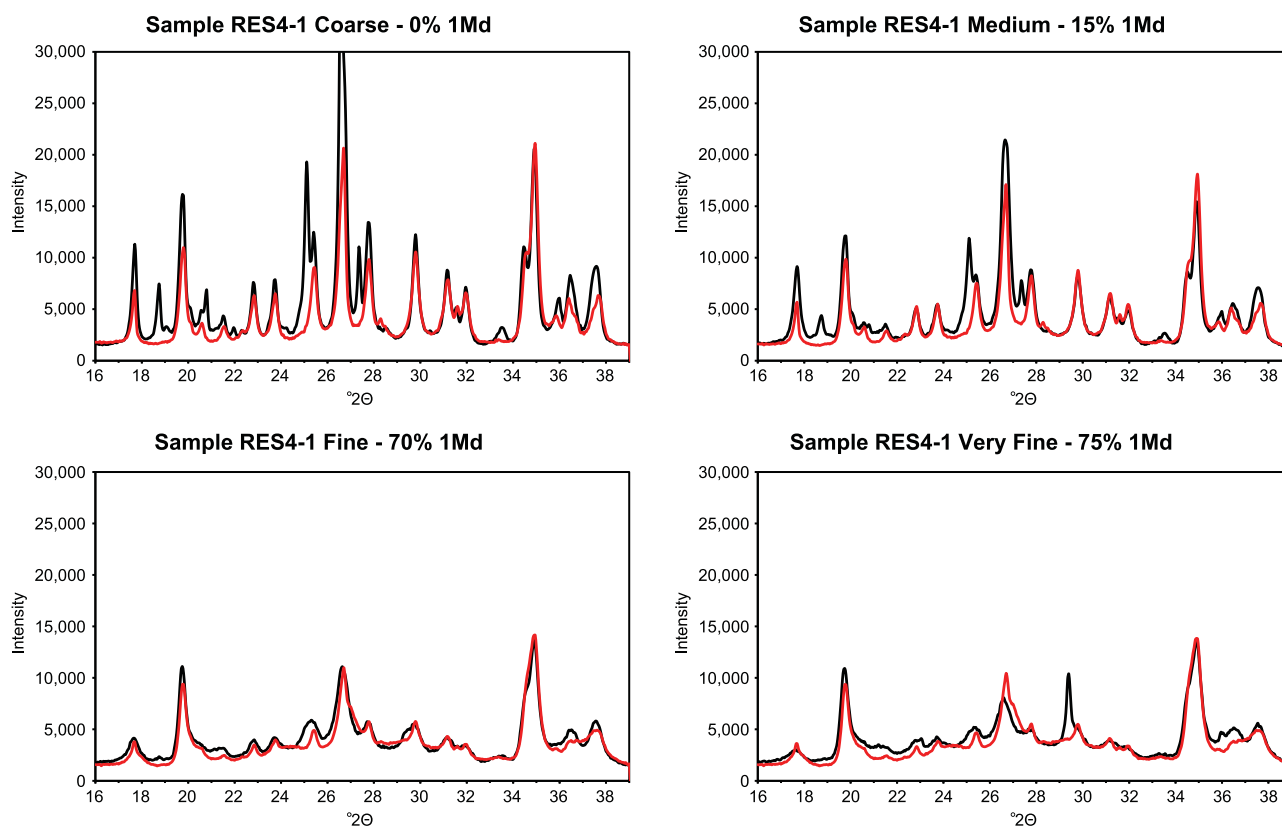 Sample RES4-1 Coarse - 0% 1Md
30,000
25,000
20,000
15,000
10,000
5,000
0
Intensity
16 18 20 22 24 26 28 30 32 34 36 38
°2Θ
Sample RES4-1 Medium - 15% 1Md
30,000
25,000
20,000
15,000
10,000
5,000
0
Intensity
16 18 20 22 24 26 28 30 32 34 36 38
°2Θ
Sample RES4-1 Fine - 70% 1Md
30,000
25,000
20,000
15,000
10,000
5,000
0
Intensity
16 18 20 22 24 26 28 30 32 34 36 38
°2Θ
Sample RES4-1 Very Fine - 75% 1Md
30,000
25,000
20,000
15,000
10,000
5,000
0
Intensity
16 18 20 22 24 26 28 30 32 34 36 38
°2Θ